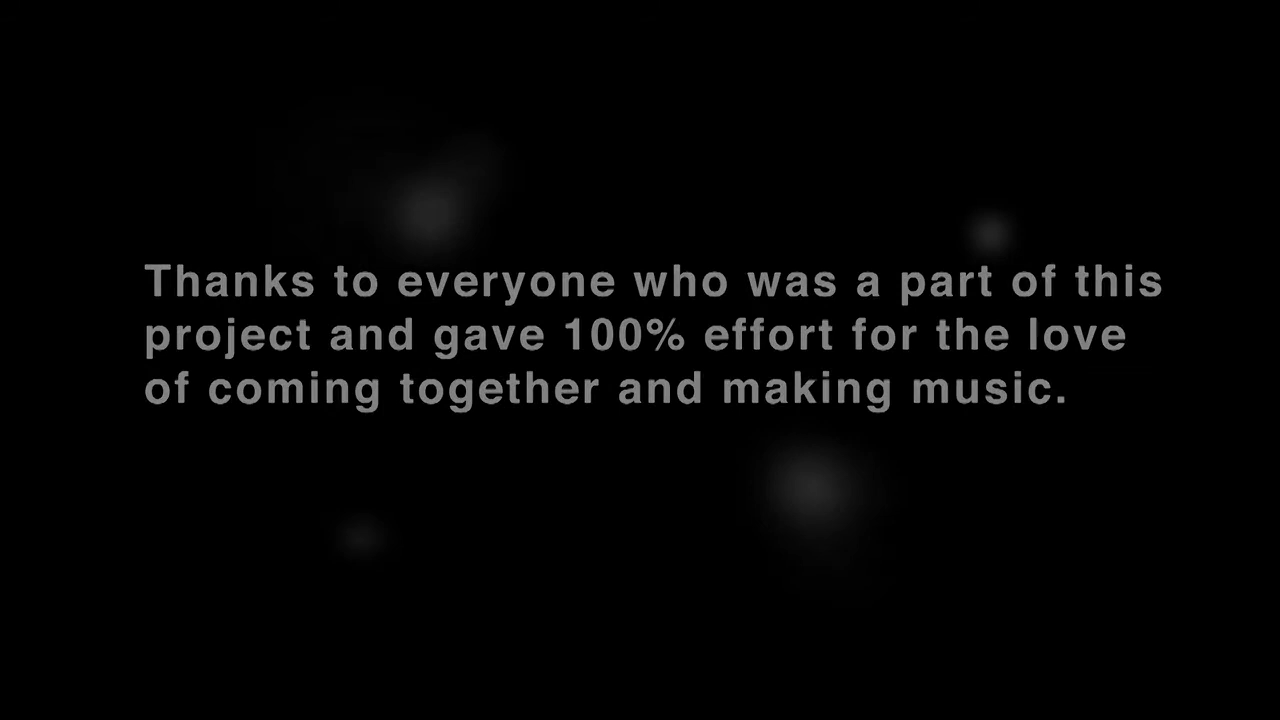 Thanks to everyone who was a part of this
project and gave 100% effort for the love
of coming together and making music.